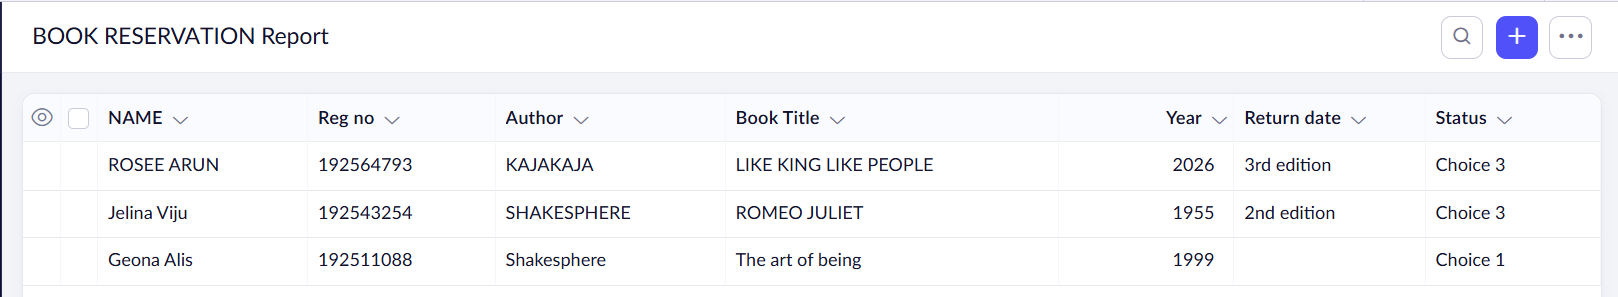 BOOK RESERVATION Report
NAME Reg no Author Book Title Year Return date Status
ROSEE ARUN 192564793 KAJAKAJA LIKE KING LIKE PEOPLE 2026 3rd edition Choice 3
Jelina Viju 192543254 SHAKESPHERE ROMEO JULIET 1955 2nd edition Choice 3
Geona Alis 192511088 Shakesphere The art of being 1999 Choice 1